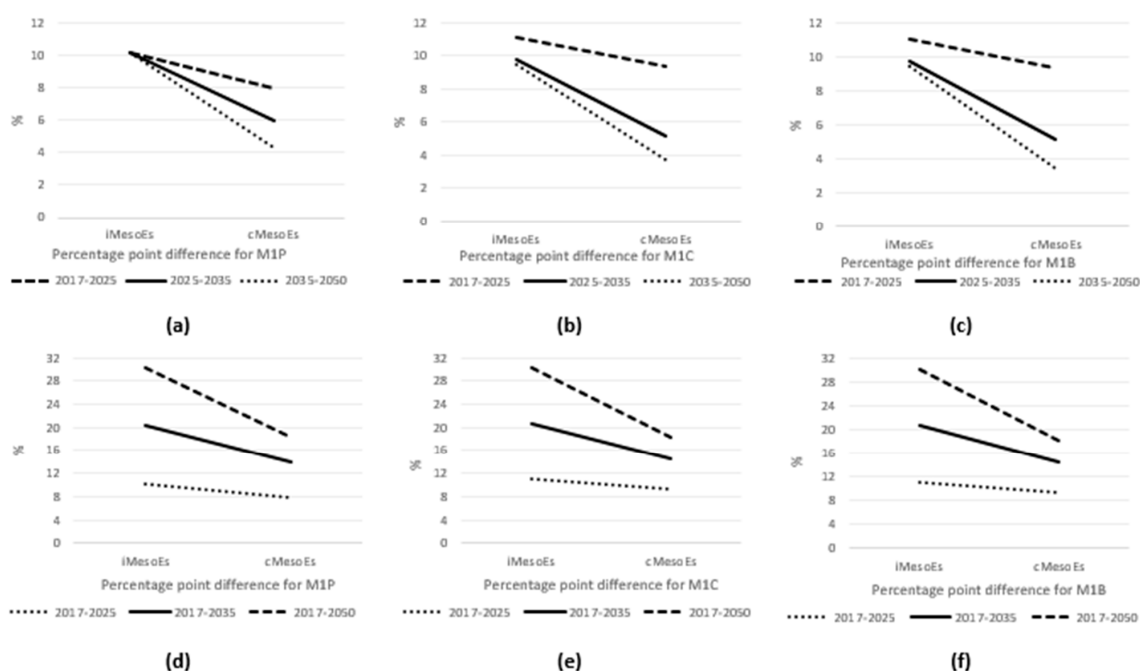 12
10
8
6
4
2
0
%
iMesoEs cMesoEs
Percentage point difference for M1P
2017-2025 2025-2035 2035-2050
(a)
12
10
8
6
4
2
0
%
iMesoEs cMesoEs
Percentage point difference for M1C
2017-2025 2025-2035 2035-2050
(b)
12
10
8
6
4
2
0
%
iMesoEs cMesoEs
Percentage point difference for M1B
2017-2025 2025-2035 2035-2050
(c)
32
28
24
20
16
12
8
4
0
%
iMesoEs cMesoEs
Percentage point difference for M1P
2017-2025 2017-2035 2017-2050
(d)
32
28
24
20
16
12
8
4
0
%
iMesoEs cMesoEs
Percentage point difference for M1C
2017-2025 2017-2035 2017-2050
(e)
32
28
24
20
16
12
8
4
0
%
iMesoEs cMesoEs
Percentage point difference for M1B
2017-2025 2017-2035 2017-2050
(f)